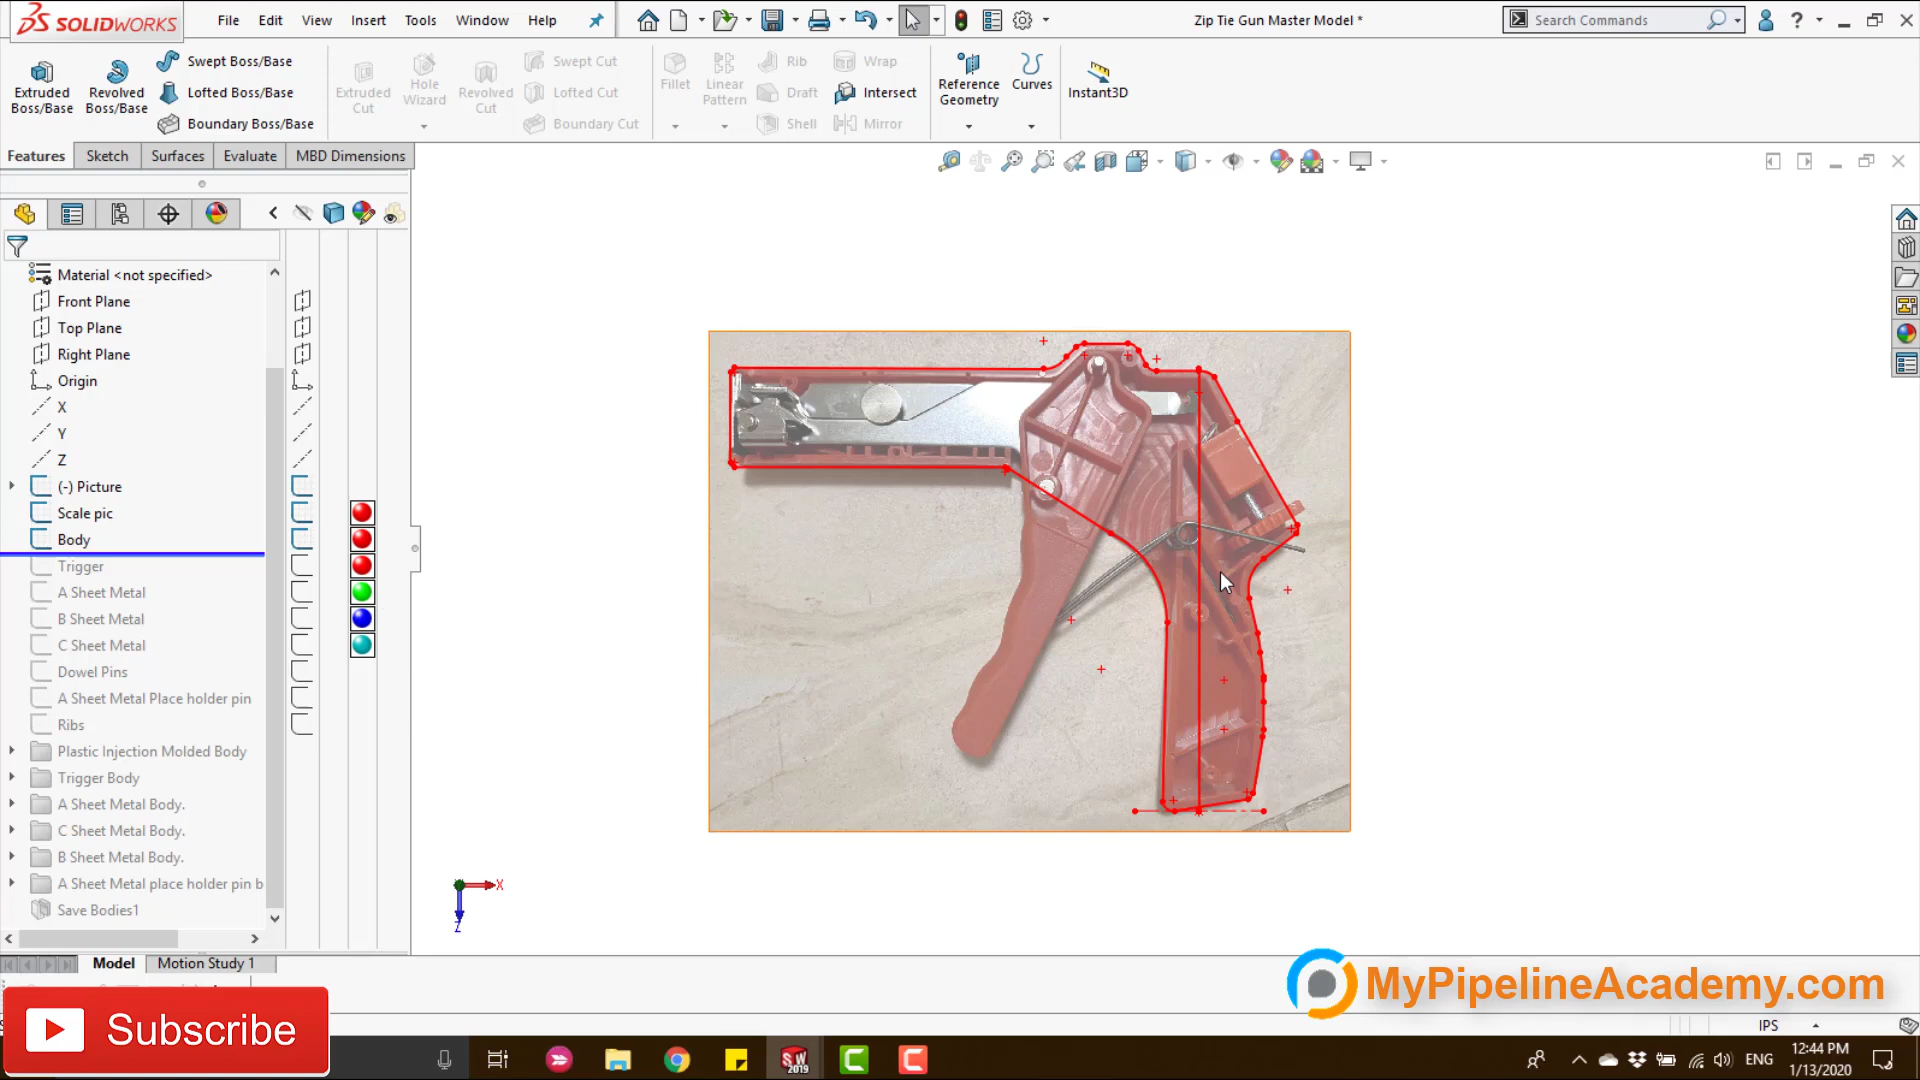 SOLIDWORKS File Edit View Insert Tools Window Help Zip Tie Gun Master Model * Search Commands ?
Extruded Boss/Base
Revolved Boss/Base
Swept Boss/Base
Lofted Boss/Base
Boundary Boss/Base
Extruded Cut
Hole Wizard
Revolved Cut
Swept Cut
Lofted Cut
Boundary Cut
Fillet
Linear Pattern
Rib
Draft
Shell
Wrap
Intersect
Mirror
Reference Geometry
Curves
Instant3D
Features Sketch Surfaces Evaluate MBD Dimensions
Material <not specified>
Front Plane
Top Plane
Right Plane
Origin
X
Y
Z
(-) Picture
Scale pic
Body
Trigger
A Sheet Metal
B Sheet Metal
C Sheet Metal
Dowel Pins
A Sheet Metal Place holder pin
Ribs
Plastic Injection Molded Body
Trigger Body
A Sheet Metal Body.
C Sheet Metal Body.
B Sheet Metal Body.
A Sheet Metal place holder pin b
Save Bodies1
X
Z
Model Motion Study 1
MyPipelineAcademy.com
Subscribe
IPS
SW 2019
ENG
12:44 PM
1/13/2020